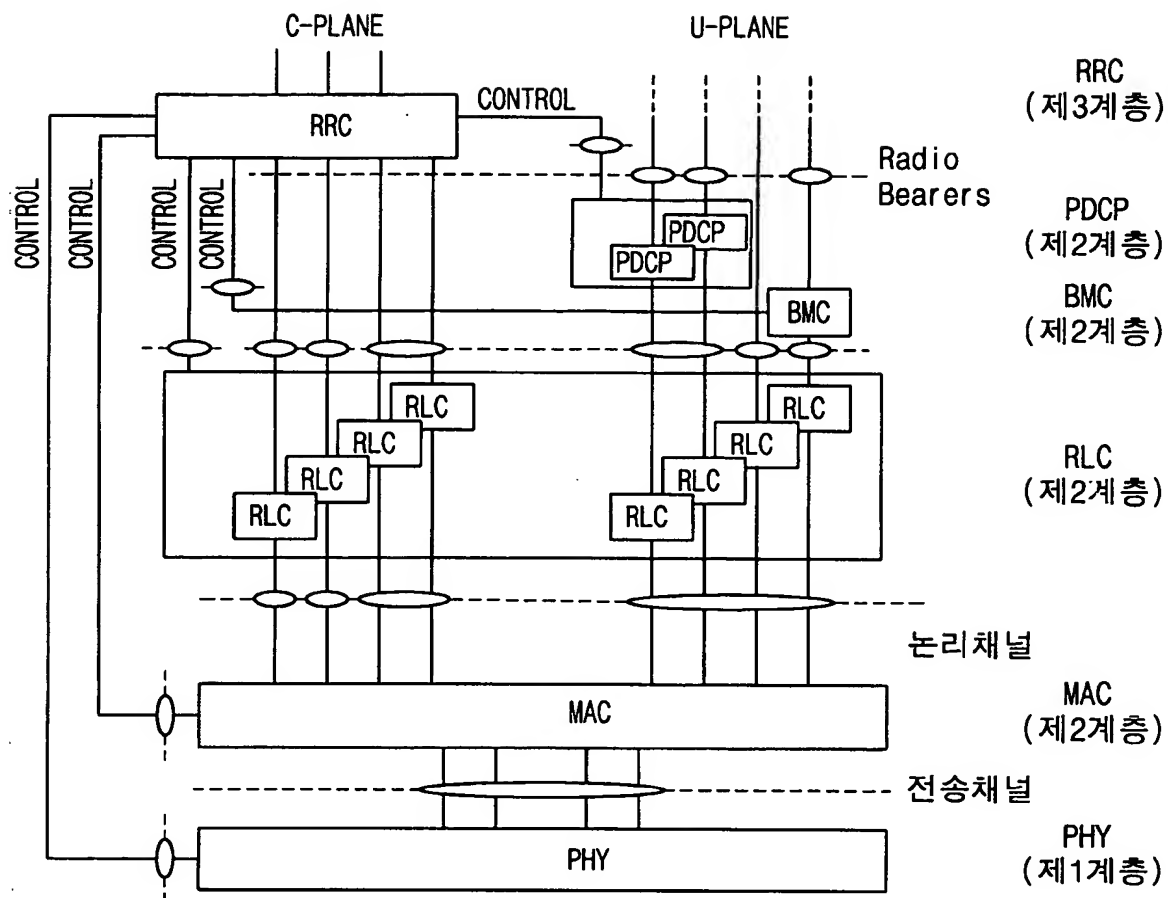 C-PLANE
U-PLANE
RRC
CONTROL
RRC
(제3계층)
CONTROL
CONTROL
CONTROL
CONTROL
Radio
Bearers
PDCP
PDCP
PDCP
(제2계층)
BMC
BMC
(제2계층)
RLC
RLC
RLC
RLC
RLC
RLC
RLC
RLC
RLC
(제2계층)
논리채널
MAC
MAC
(제2계층)
전송채널
PHY
PHY
(제1계층)